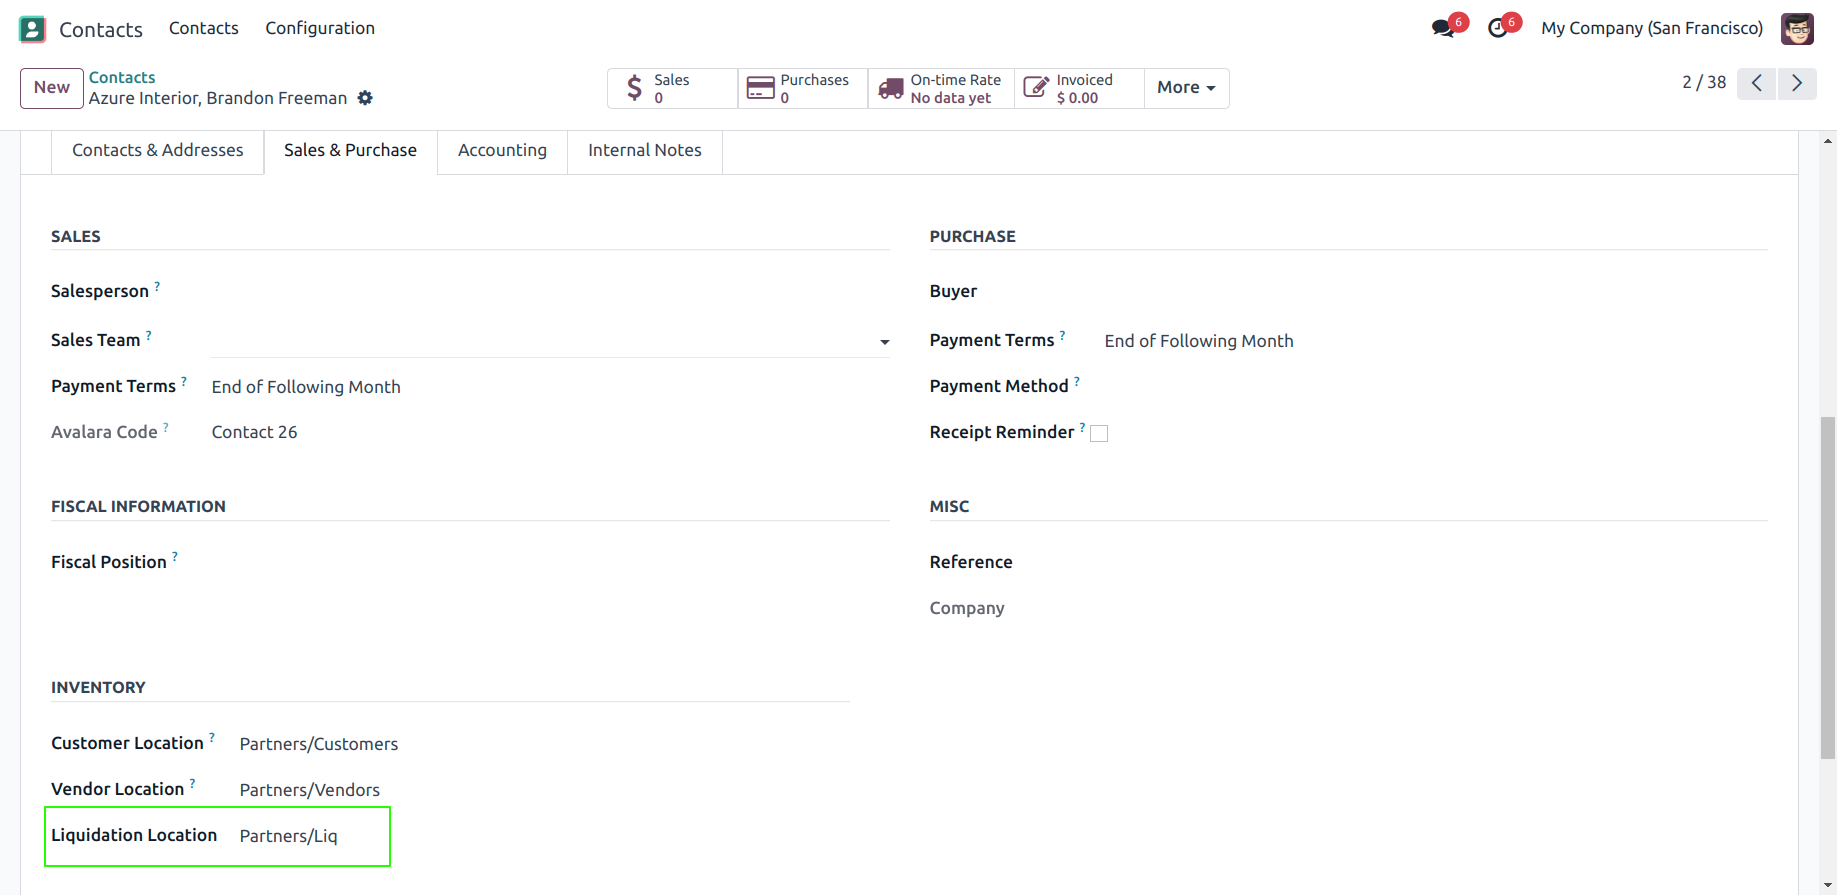 Contacts Contacts Configuration 6 6 My Company (San Francisco)
New Contacts
Azure Interior, Brandon Freeman
Sales 0
Purchases 0
On-time Rate No data yet
Invoiced $ 0.00
More
2 / 38
Contacts & Addresses Sales & Purchase Accounting Internal Notes
SALES
Salesperson ?
Sales Team ?
Payment Terms ? End of Following Month
Avalara Code ? Contact 26
PURCHASE
Buyer
Payment Terms ? End of Following Month
Payment Method ?
Receipt Reminder ?
FISCAL INFORMATION
Fiscal Position ?
MISC
Reference
Company
INVENTORY
Customer Location ? Partners/Customers
Vendor Location ? Partners/Vendors
Liquidation Location Partners/Liq